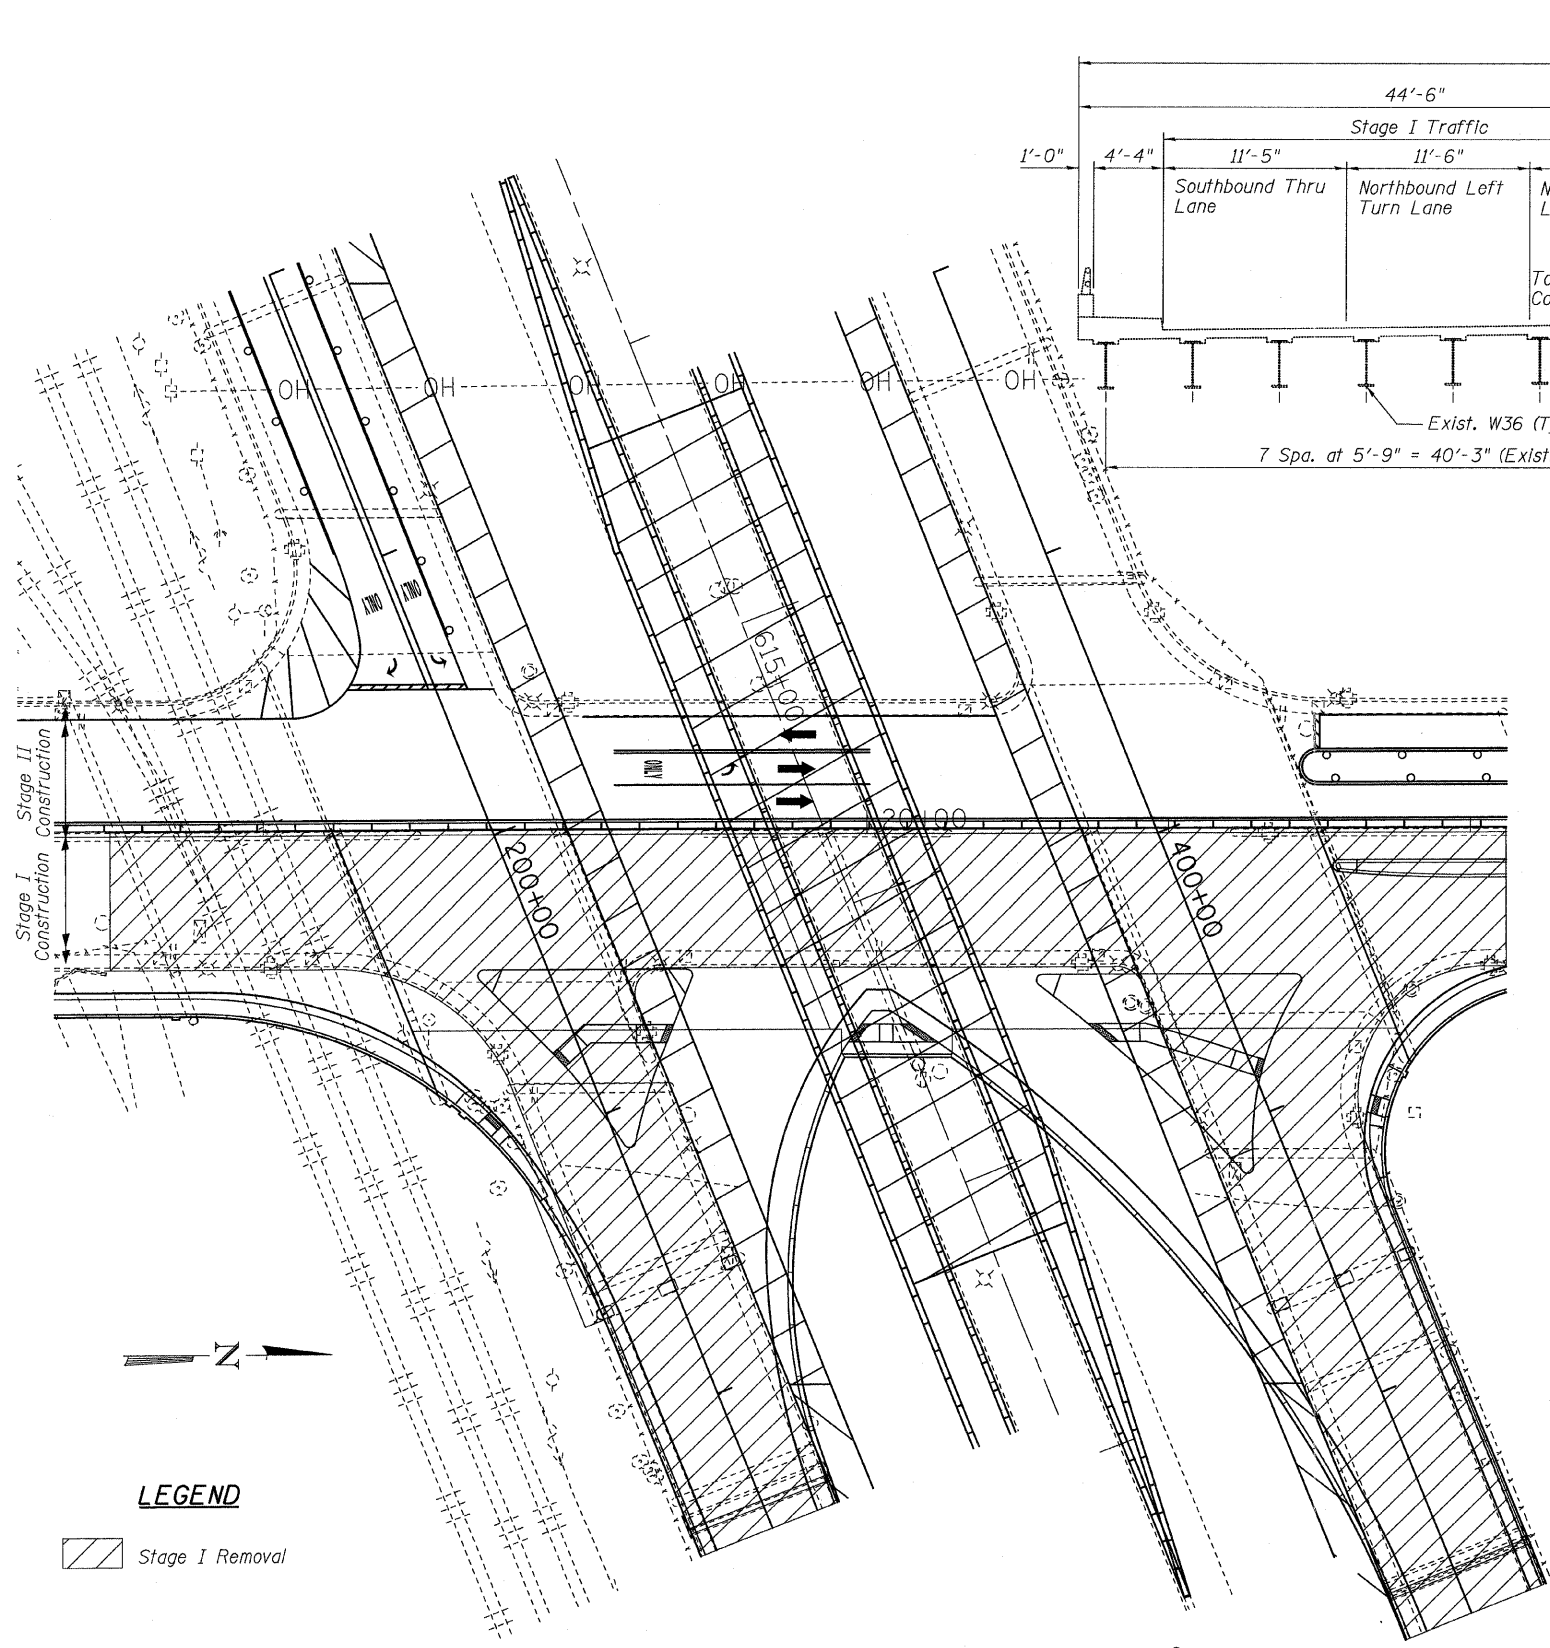 44'-6"
Stage I Traffic
1'-0" 4'-4" 11'-5" 11'-6"
Southbound Thru
Lane
Northbound Left
Turn Lane
N
L
Exist. W36
7 Spa. at 5'-9" = 40'-3" (Exist
OH OH OH OH OH OH
ONLY ONLY
615+00
ONLY
20+00
200+00
400+00
Stage II
Construction
Stage I
Construction
N
LEGEND
Stage I Removal